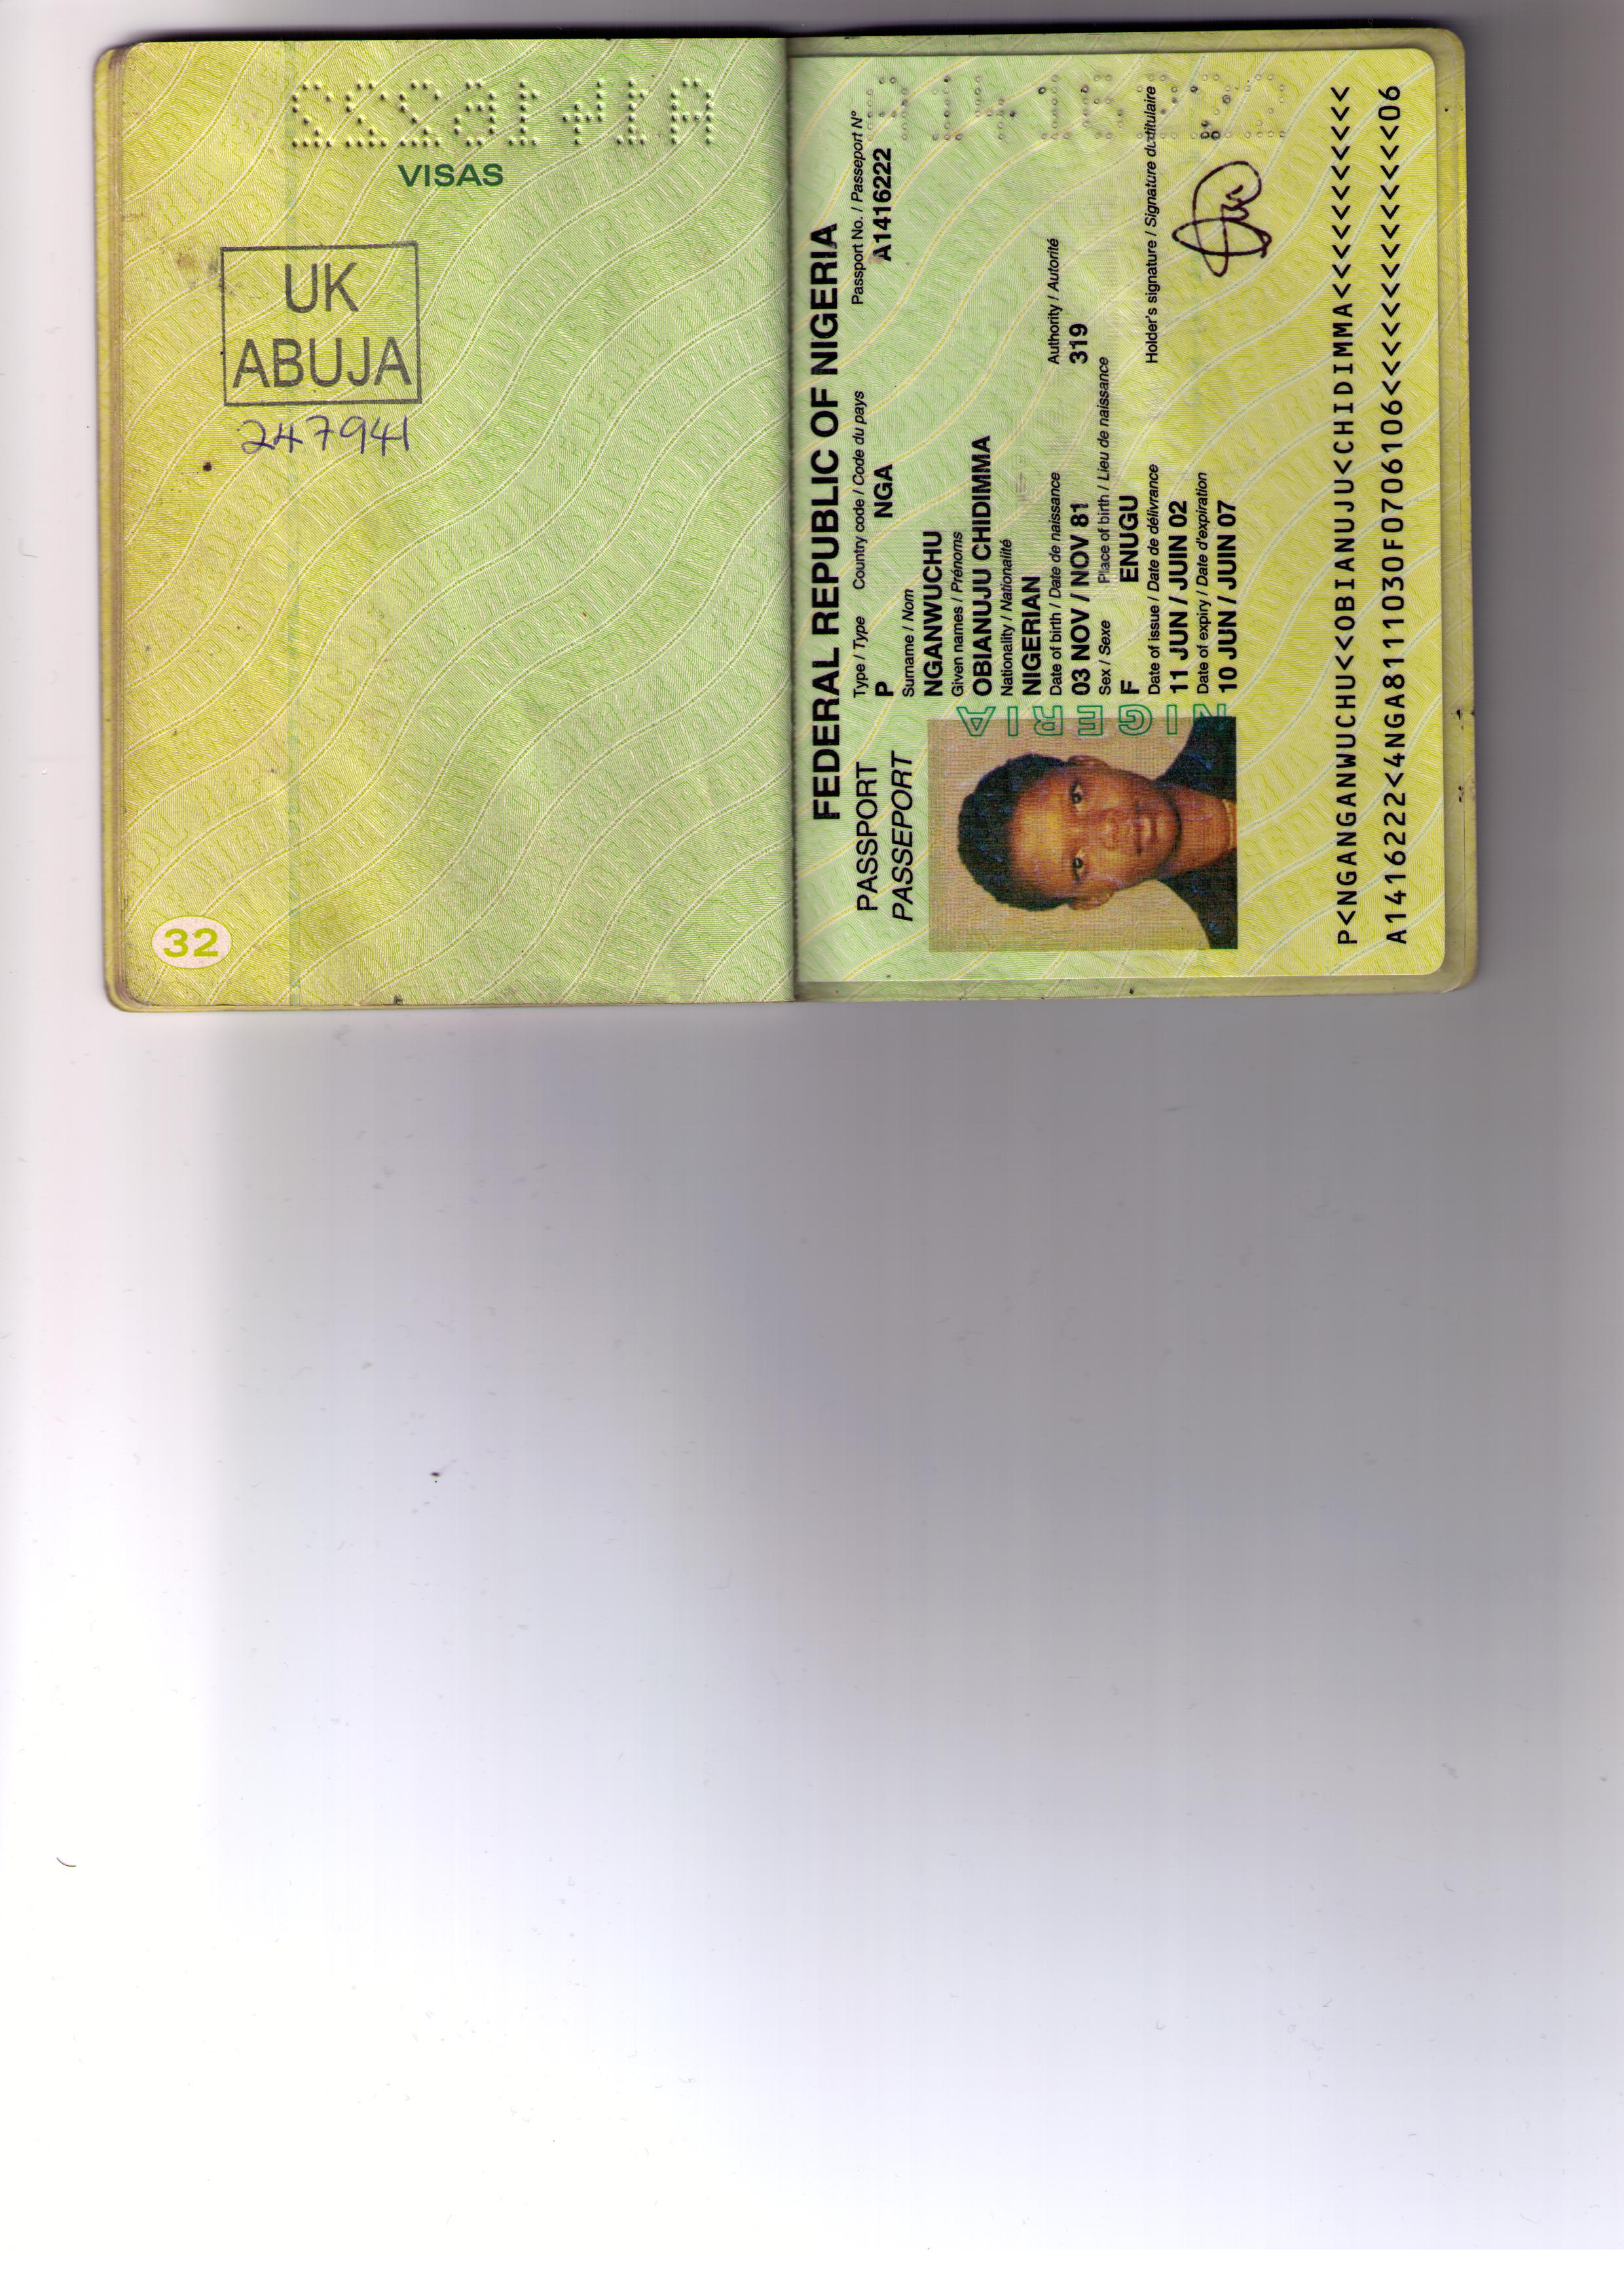 VISAS
UK
ABUJA
247941
32
FEDERAL REPUBLIC OF NIGERIA
PASSPORT
PASSEPORT
Type / Type Country code / Code du pays Passport No. / Passeport N°
P NGA A1416222
Surname / Nom
NGANWUCHU
Given names / Prénoms
OBIANUJU CHIDIMMA
Nationality / Nationalité
NIGERIAN
Date of birth / Date de naissance Authority / Autorité
03 NOV / NOV 81 319
Sex / Sexe Place of birth / Lieu de naissance
F ENUGU
Date of issue / Date de délivrance Holder's signature / Signature du titulaire
11 JUN / JUIN 02
Date of expiry / Date d'expiration
10 JUN / JUIN 07
NIGERIA
P<NGANGANWUCHU<<OBIANUJU<CHIDIMMA<<<<<<<<<<<
A1416222<4NGA8111030F0706106<<<<<<<<<<<<<<06
A1416222